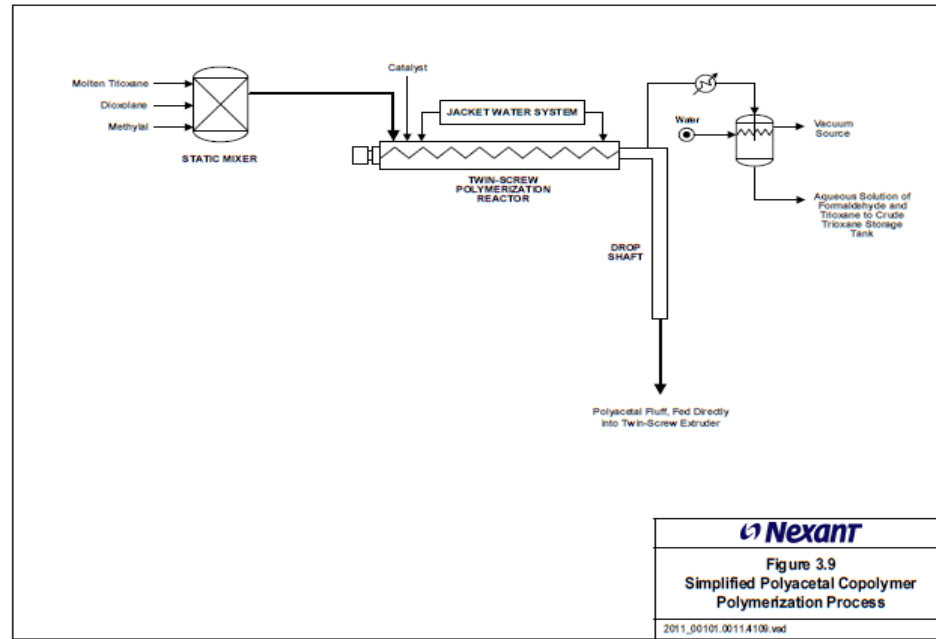 Molten Trioxane
Dioxolane
Methylal
STATIC MIXER
Catalyst
JACKET WATER SYSTEM
TWIN-SCREW
POLYMERIZATION
REACTOR
Water
Vacuum
Source
Aqueous Solution of
Formaldehyde and
Trioxane to Crude
Trioxane Storage
Tank
DROP
SHAFT
Polyacetal Fluff, Fed Directly
into Twin-Screw Extruder
Nexant
Figure 3.9
Simplified Polyacetal Copolymer
Polymerization Process
2011_00101.0011.4109.vsd